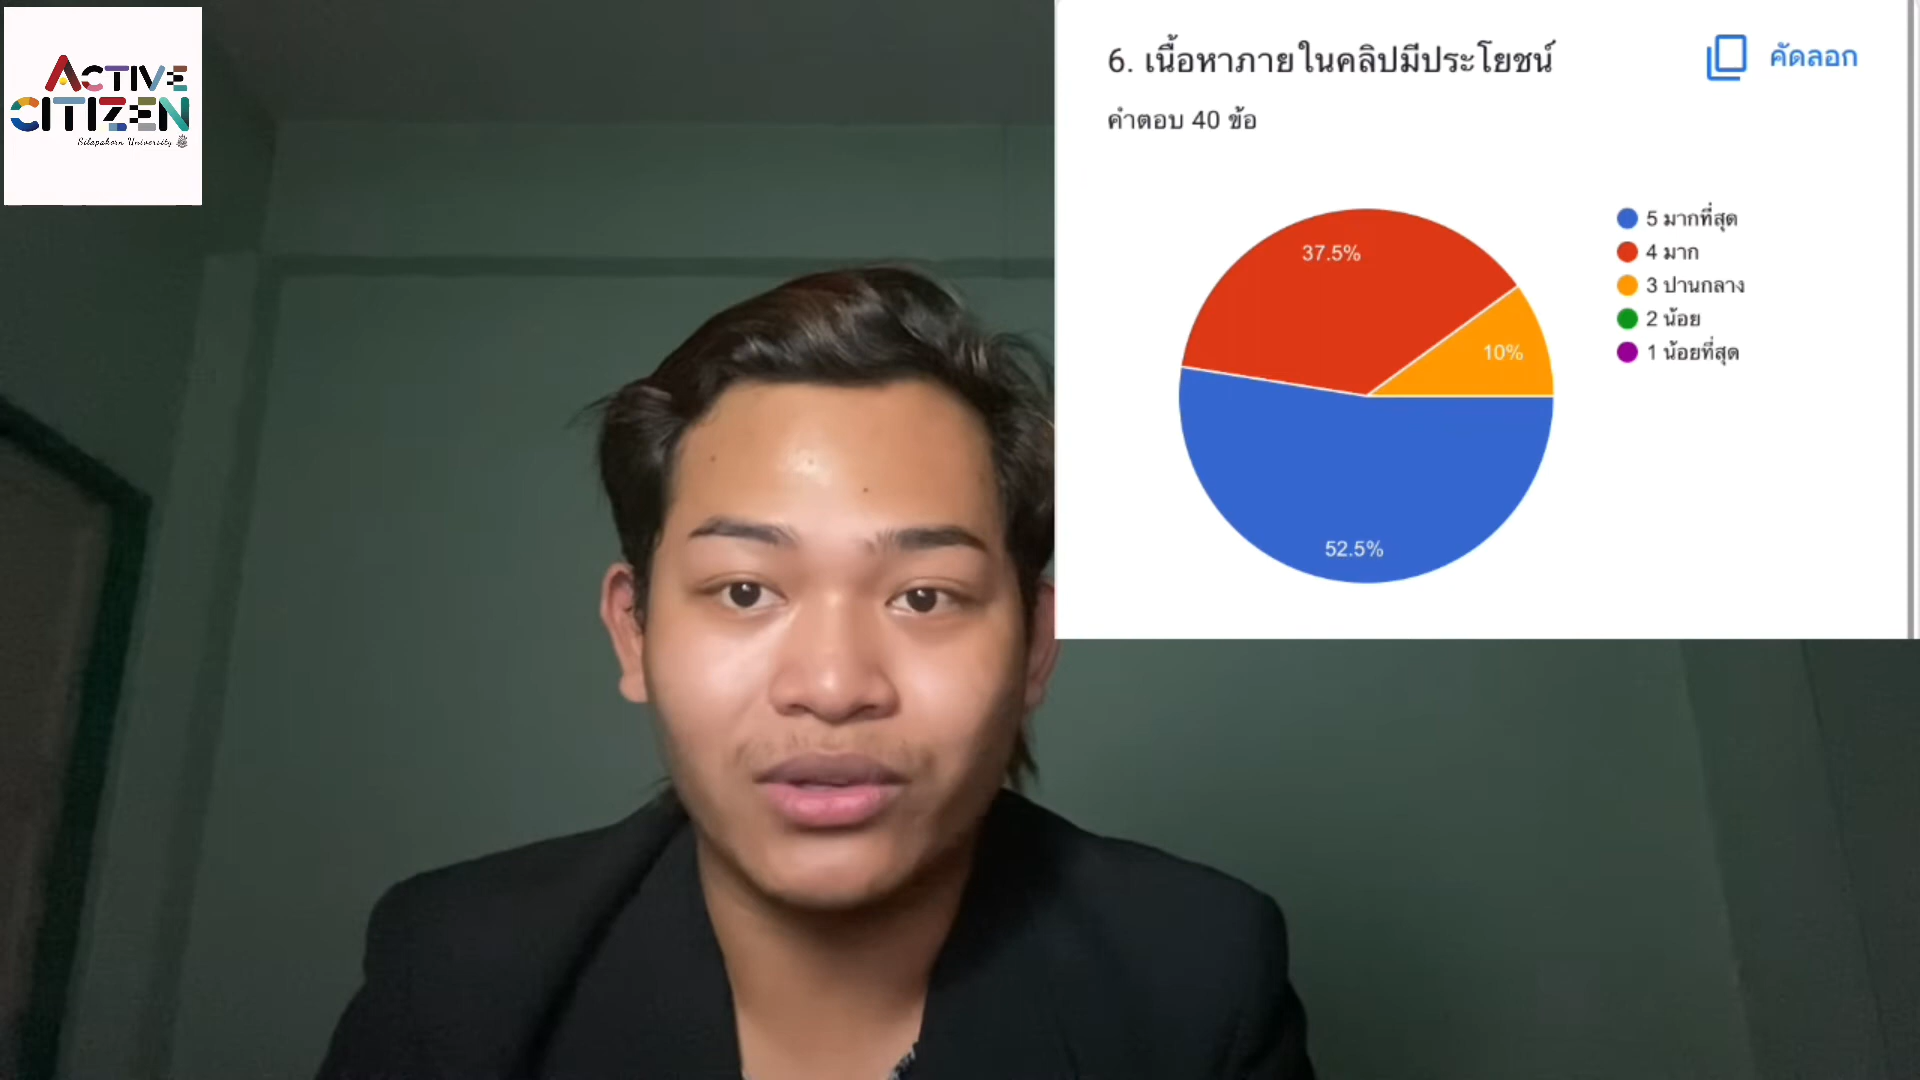 ACTIVE
CITIZEN
Silapakorn University
6. เนื้อหาภายในคลิปมีประโยชน์
คัดลอก
คำตอบ 40 ข้อ
5 มากที่สุด
4 มาก
3 ปานกลาง
2 น้อย
1 น้อยที่สุด
37.5%
10%
52.5%